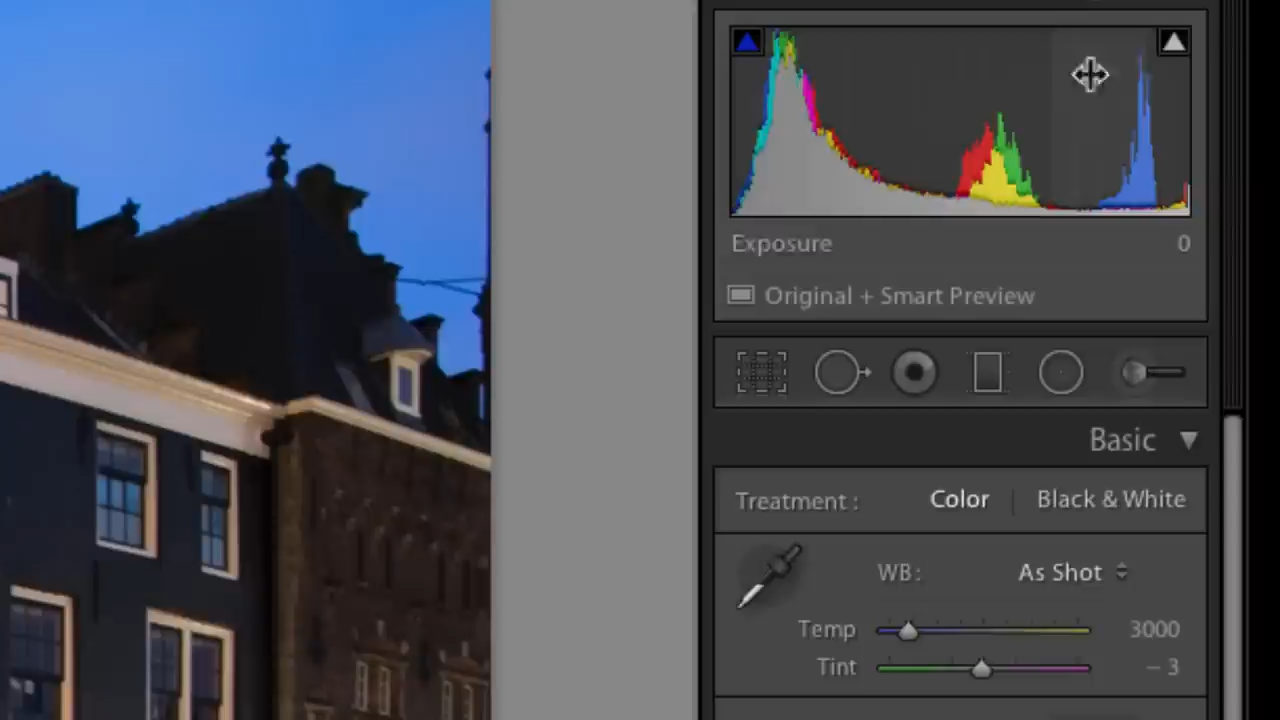 Exposure 0
Original + Smart Preview
Basic
Treatment : Color Black & White
WB: As Shot
Temp 3000
Tint – 3